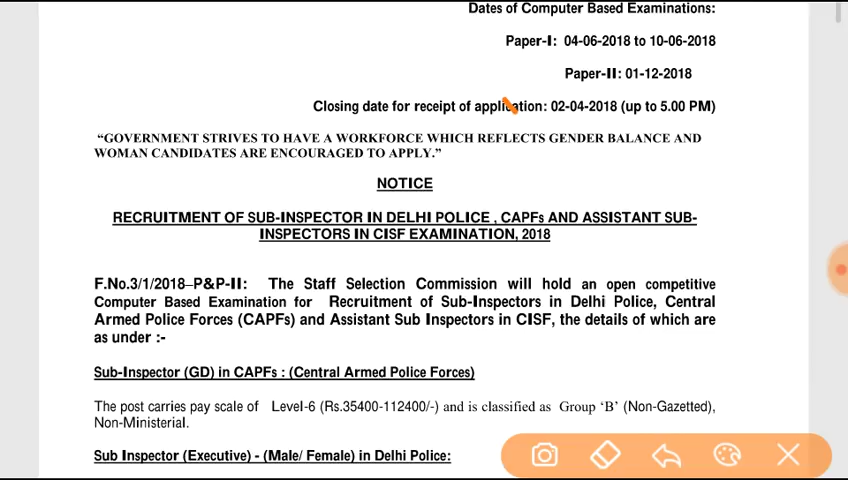 Dates of Computer Based Examinations:
Paper-I: 04-06-2018 to 10-06-2018
Paper-II: 01-12-2018
Closing date for receipt of application: 02-04-2018 (up to 5.00 PM)
“GOVERNMENT STRIVES TO HAVE A WORKFORCE WHICH REFLECTS GENDER BALANCE AND
WOMAN CANDIDATES ARE ENCOURAGED TO APPLY.”
NOTICE
RECRUITMENT OF SUB-INSPECTOR IN DELHI POLICE , CAPFs AND ASSISTANT SUB-
INSPECTORS IN CISF EXAMINATION, 2018
F.No.3/1/2018–P&P-II: The Staff Selection Commission will hold an open competitive
Computer Based Examination for Recruitment of Sub-Inspectors in Delhi Police, Central
Armed Police Forces (CAPFs) and Assistant Sub Inspectors in CISF, the details of which are
as under :-
Sub-Inspector (GD) in CAPFs : (Central Armed Police Forces)
The post carries pay scale of Level-6 (Rs.35400-112400/-) and is classified as Group ‘B’ (Non-Gazetted),
Non-Ministerial.
Sub Inspector (Executive) - (Male/ Female) in Delhi Police: